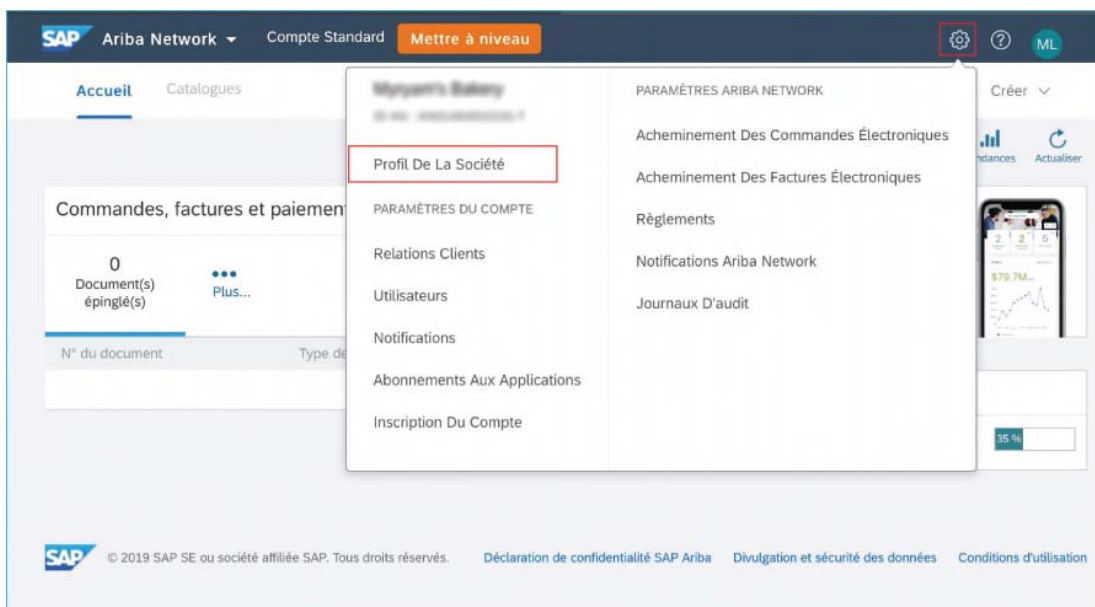 SAP Ariba Network Compte Standard Mettre à niveau ML
Accueil Catalogues Créer
Profil De La Société
PARAMÈTRES DU COMPTE
Relations Clients
Utilisateurs
Notifications
Abonnements Aux Applications
Inscription Du Compte
PARAMÈTRES ARIBA NETWORK
Acheminement Des Commandes Électroniques
Acheminement Des Factures Électroniques
Règlements
Notifications Ariba Network
Journaux D'audit
Actualiser
Commandes, factures et
0
Document(s)
épinglé(s)
Plus...
N° du document Type
2 2 5
35 %
SAP © 2019 SAP SE ou société affiliée SAP. Tous droits réservés. Déclaration de confidentialité SAP Ariba Divulgation et sécurité des données Conditions d'utilisation